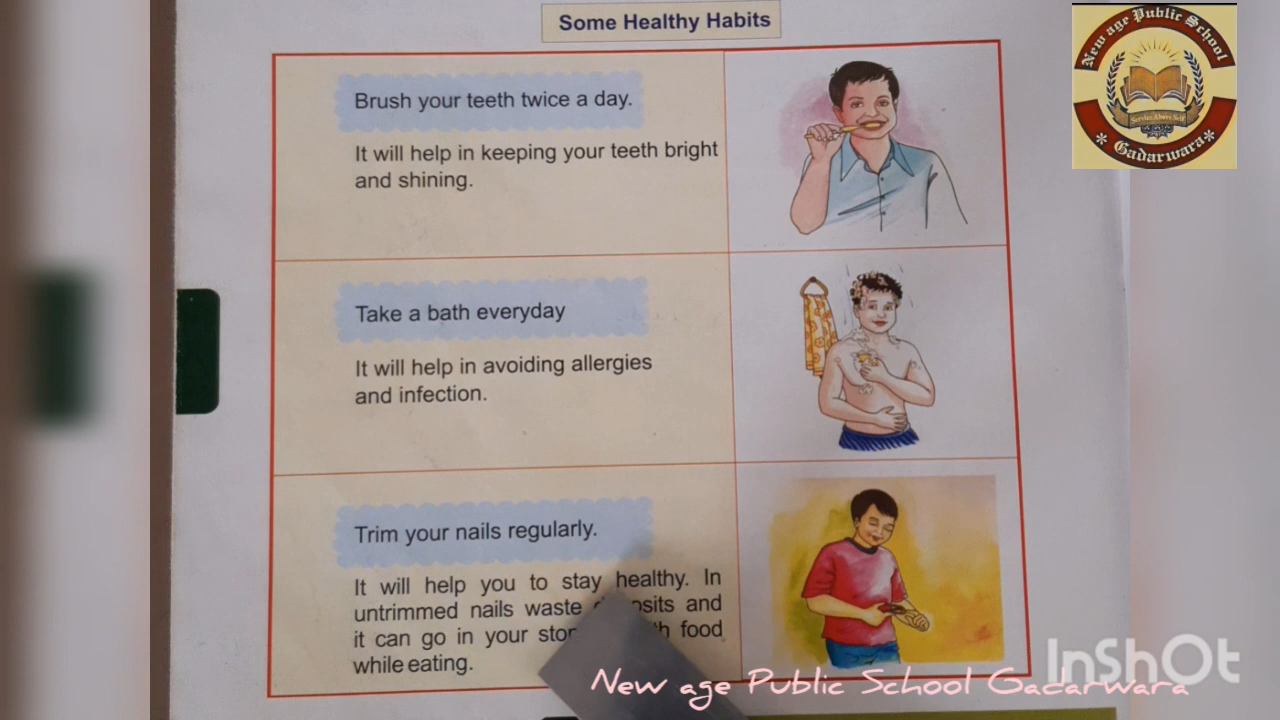 Some Healthy Habits
New age Public School
Service Above Self
Gadarwara
Brush your teeth twice a day.
It will help in keeping your teeth bright
and shining.
Take a bath everyday
It will help in avoiding allergies
and infection.
Trim your nails regularly.
It will help you to stay healthy. In
untrimmed nails waste and
it can go in your food
while eating.
InShOt
New age Public School Gadarwara